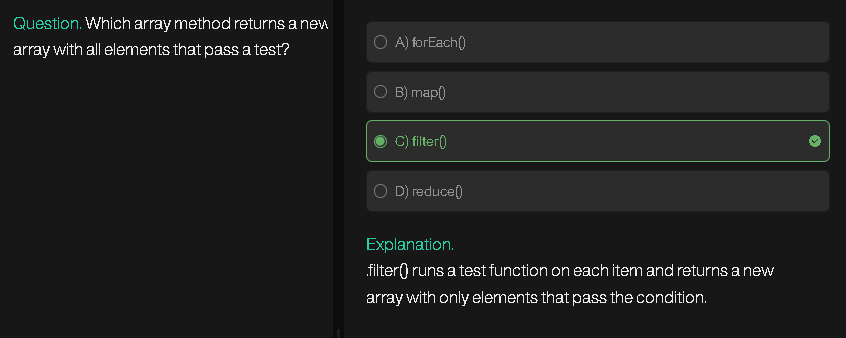 Question. Which array method returns a new
array with all elements that pass a test?
A) forEach()
B) map()
C) filter()
D) reduce()
Explanation.
.filter() runs a test function on each item and returns a new
array with only elements that pass the condition.